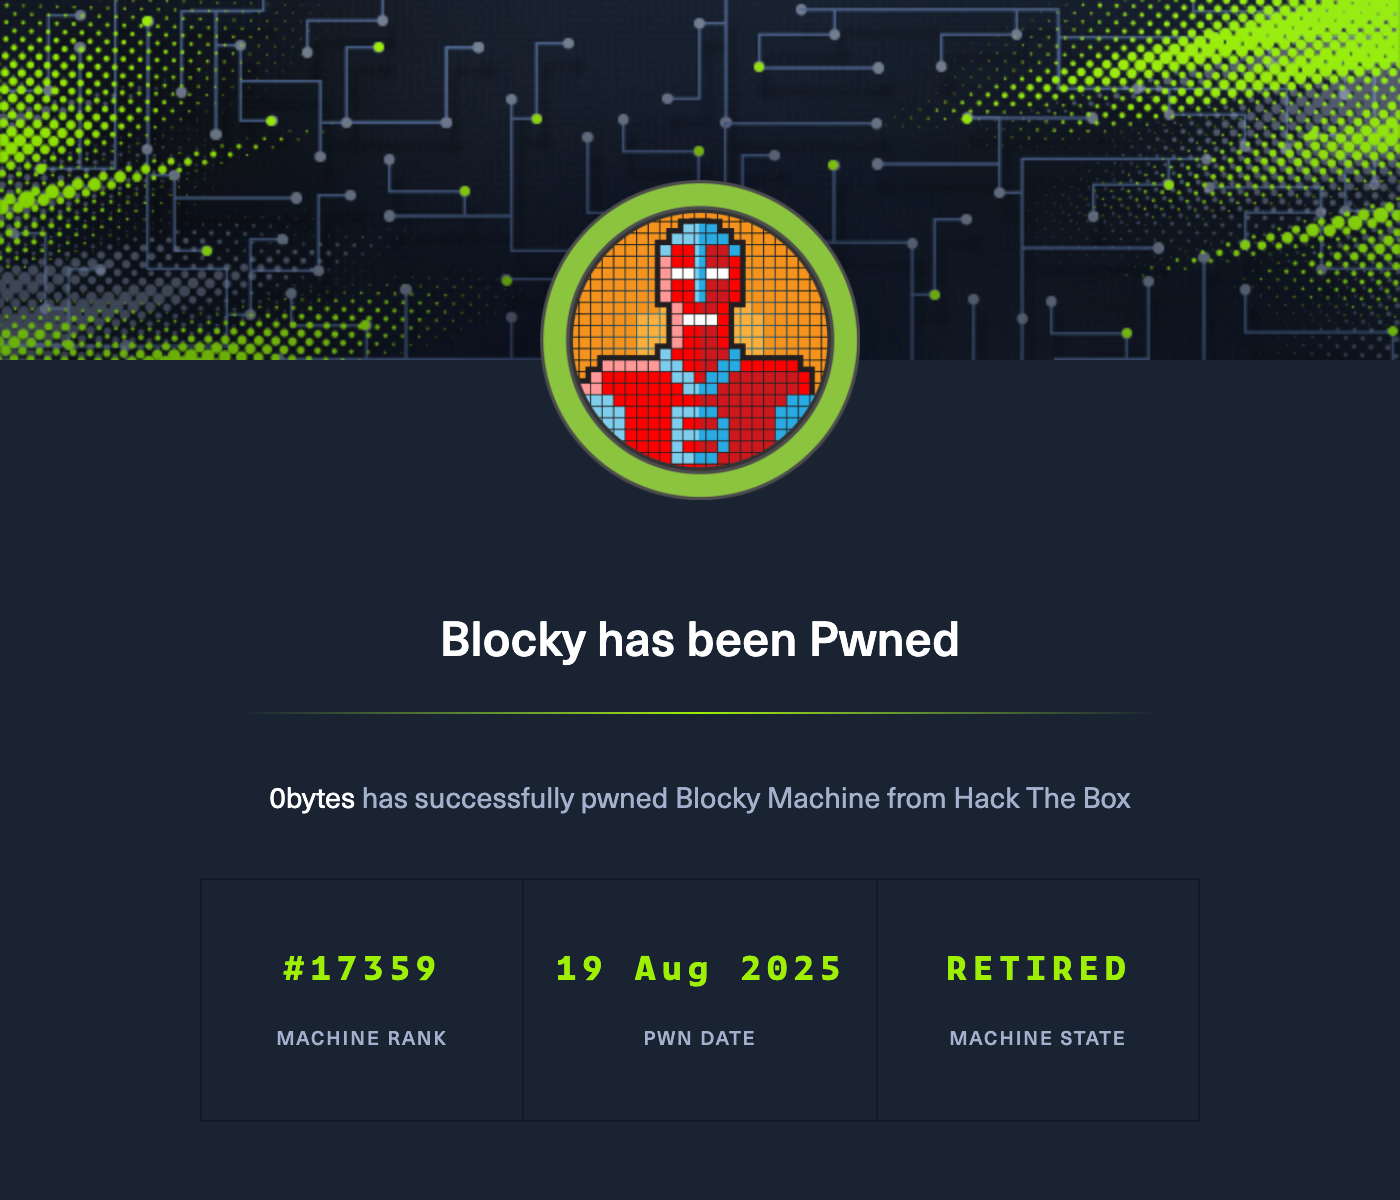 Blocky has been Pwned
0bytes has successfully pwned Blocky Machine from Hack The Box
#17359
MACHINE RANK
19 Aug 2025
PWN DATE
RETIRED
MACHINE STATE